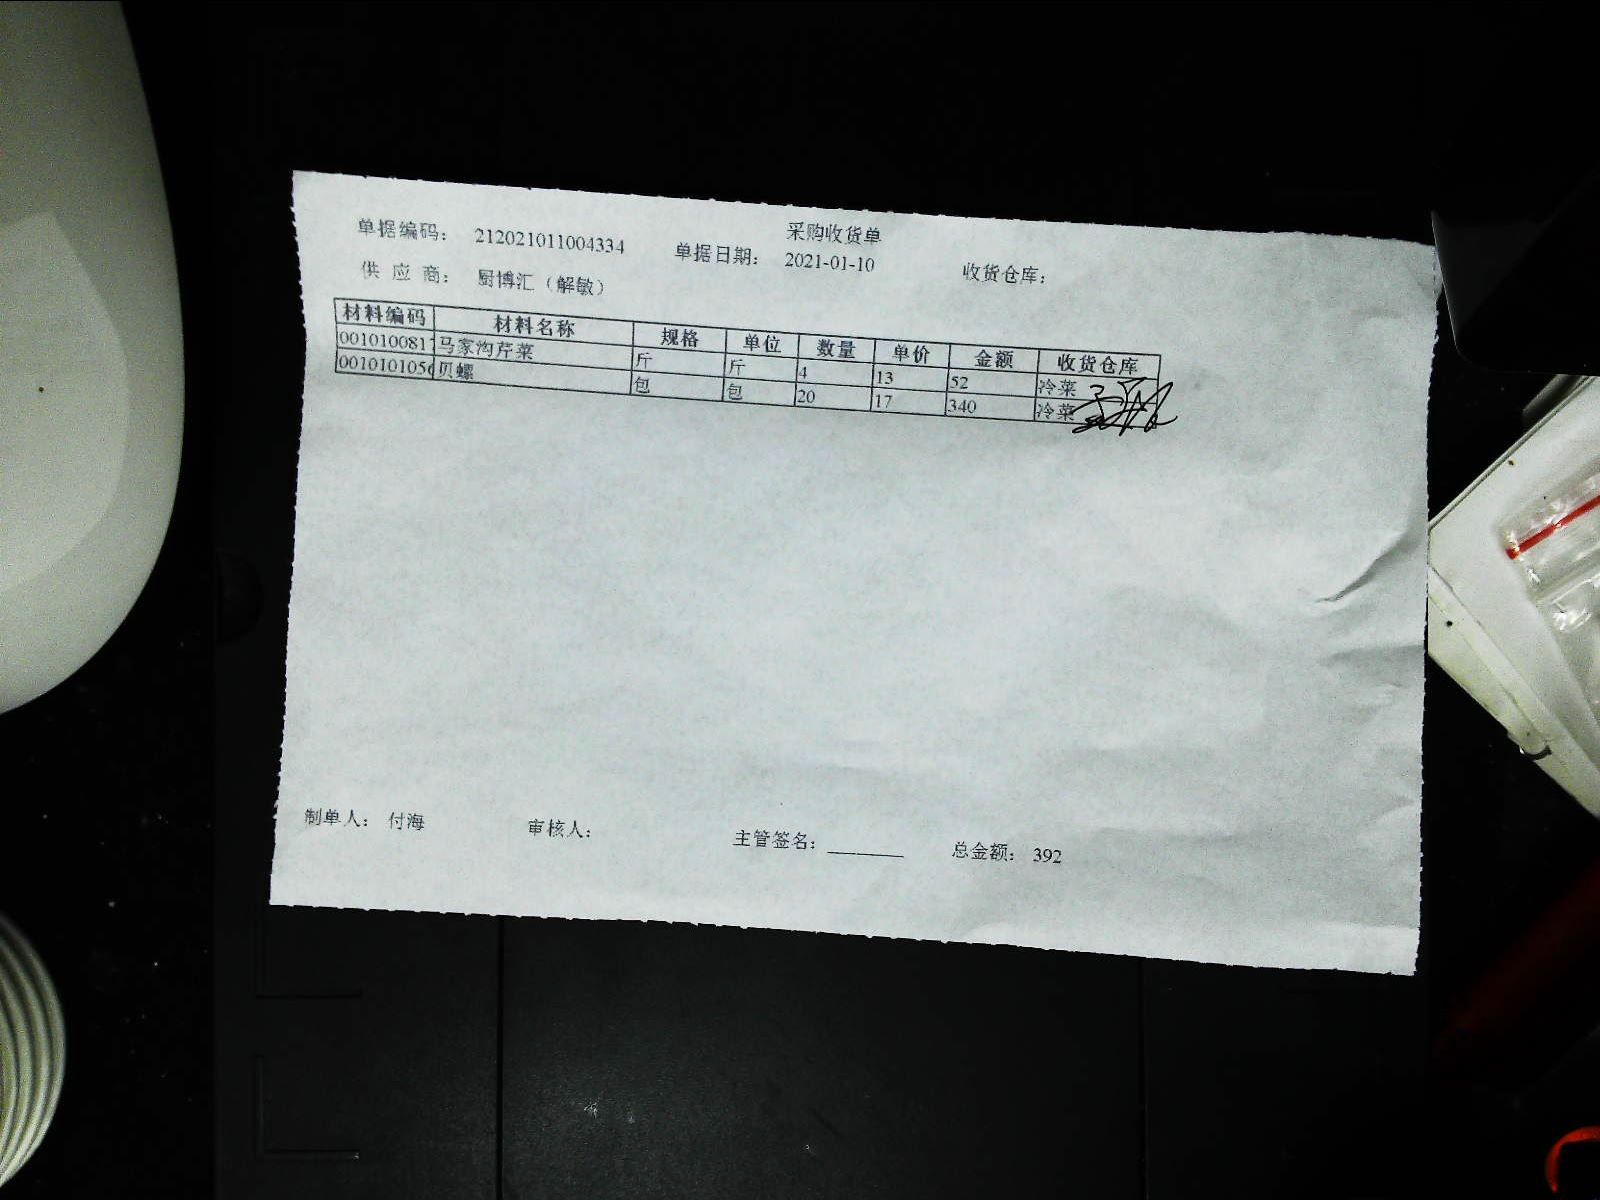 采购收货单
单据编码: 212021011004334 单据日期: 2021-01-10 收货仓库:
供应商: 厨博汇（解敏）
材料编码 材料名称 规格 单位 数量 单价 金额 收货仓库
001010081 马家沟芹菜 斤 斤 4 13 52 冷菜
001010105 贝螺 包 包 20 17 340 冷菜
制单人: 付海 审核人: 主管签名: 总金额: 392